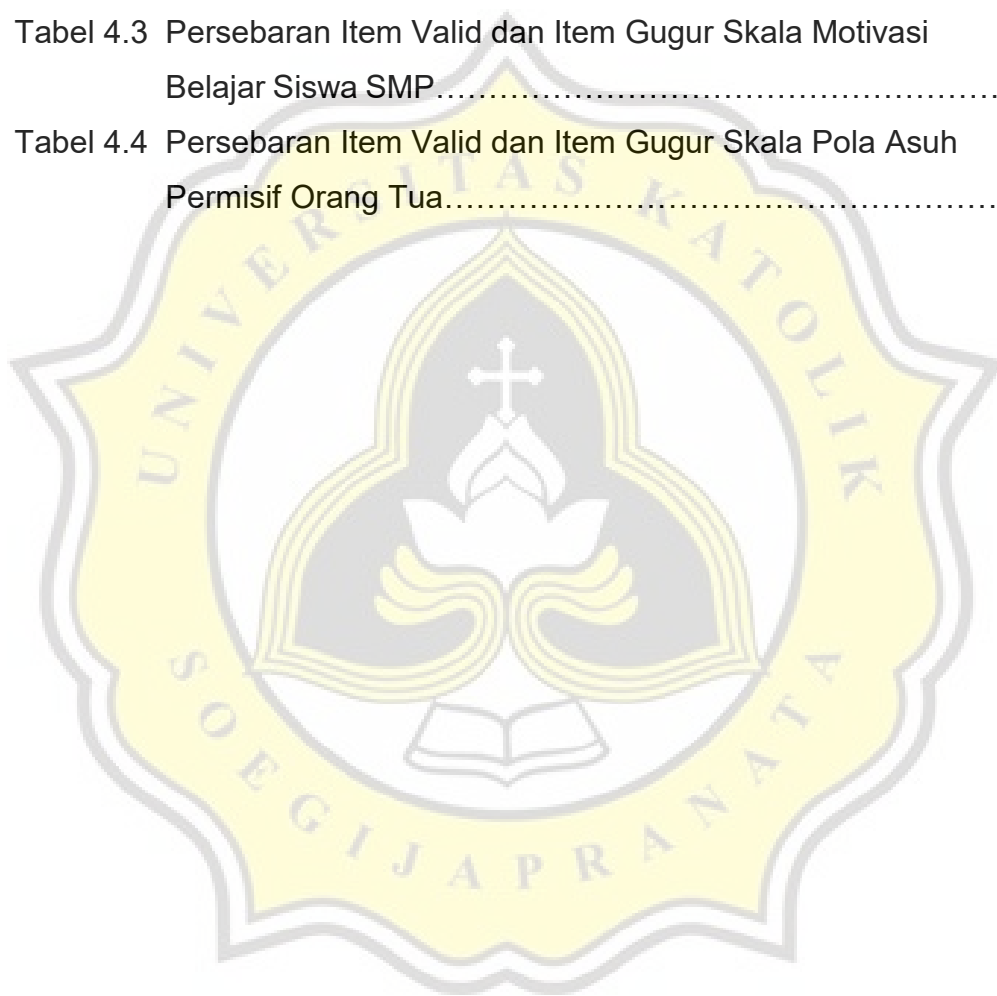 Tabel 4.3 Persebaran Item Valid dan Item Gugur Skala Motivasi
Belajar Siswa SMP……………………………………………
Tabel 4.4 Persebaran Item Valid dan Item Gugur Skala Pola Asuh
Permisif Orang Tua……………………………………………
UNIVERSITAS KATOLIK
SOEGIJAPRANATA